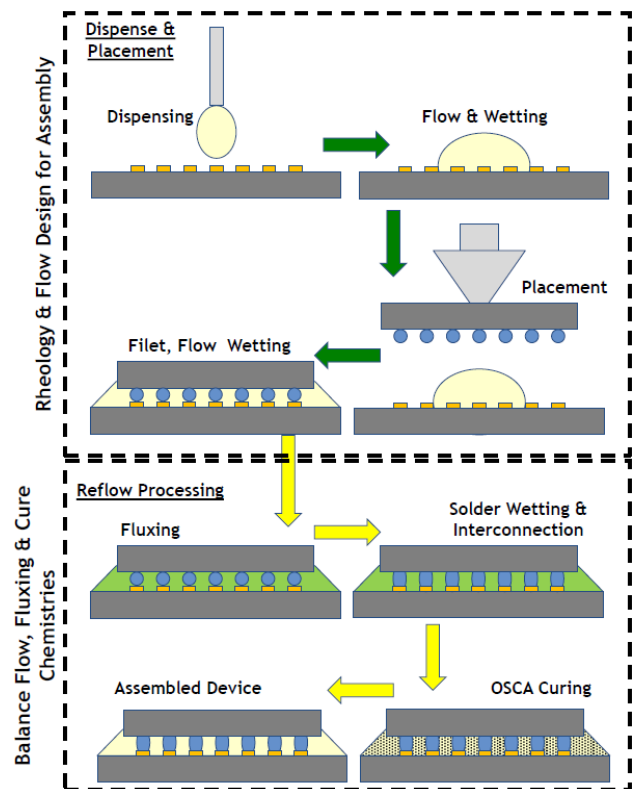 Rheology & Flow Design for Assembly
Dispense &
Placement
Dispensing
Flow & Wetting
Placement
Filet, Flow  Wetting
Balance Flow, Fluxing & Cure
Chemistries
Reflow Processing
Fluxing
Solder Wetting &
Interconnection
Assembled Device
OSCA Curing